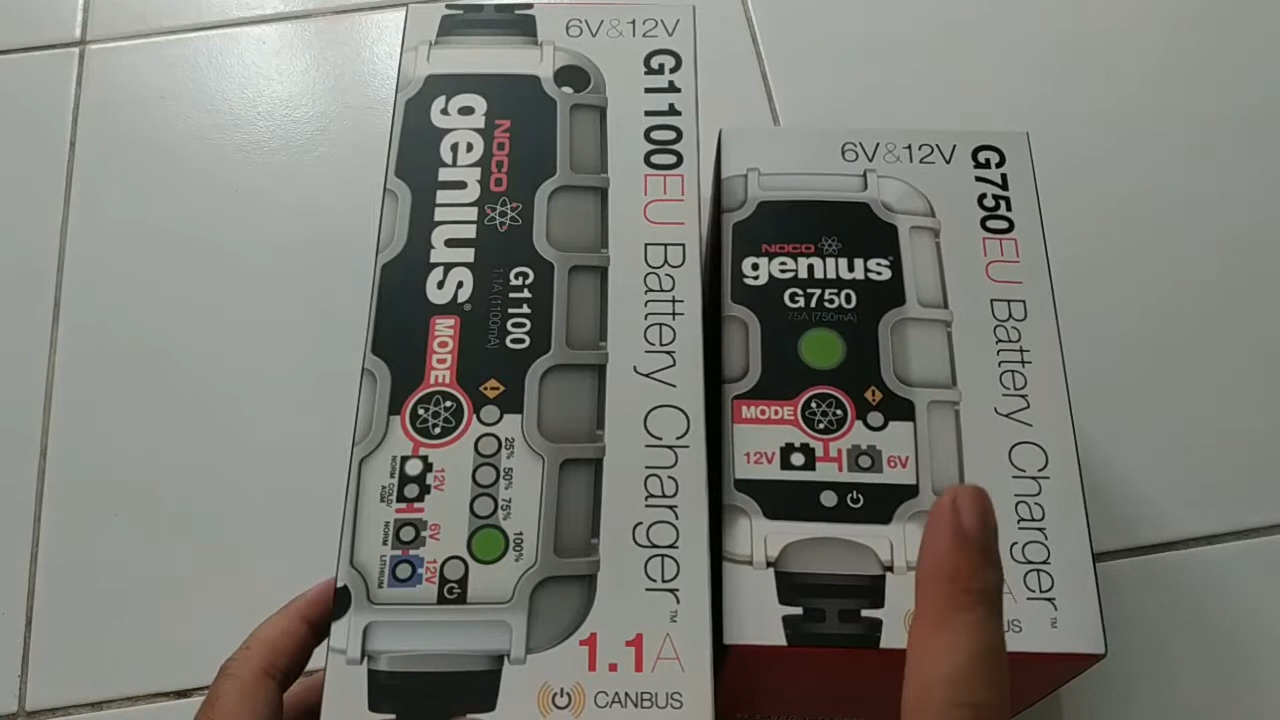 6V&12V
G1100EU Battery Charger™
NOCO
genius®
G1100
1.1A (1100mA)
MODE
25%
50%
75%
100%
12V
NORM
COLD/
AGM
6V
NORM
12V
LITHIUM
1.1A
CANBUS
6V&12V
G750EU Battery Charger™
NOCO
genius®
G750
.75A (750mA)
MODE
12V
6V